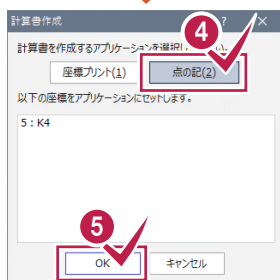 計算書作成 ? ×
4
計算書を作成するアプリケーションを選択し
座標プリント(1) 点の記(2)
以下の座標をアプリケーションにセットします。
5 : K4
5
OK キャンセル